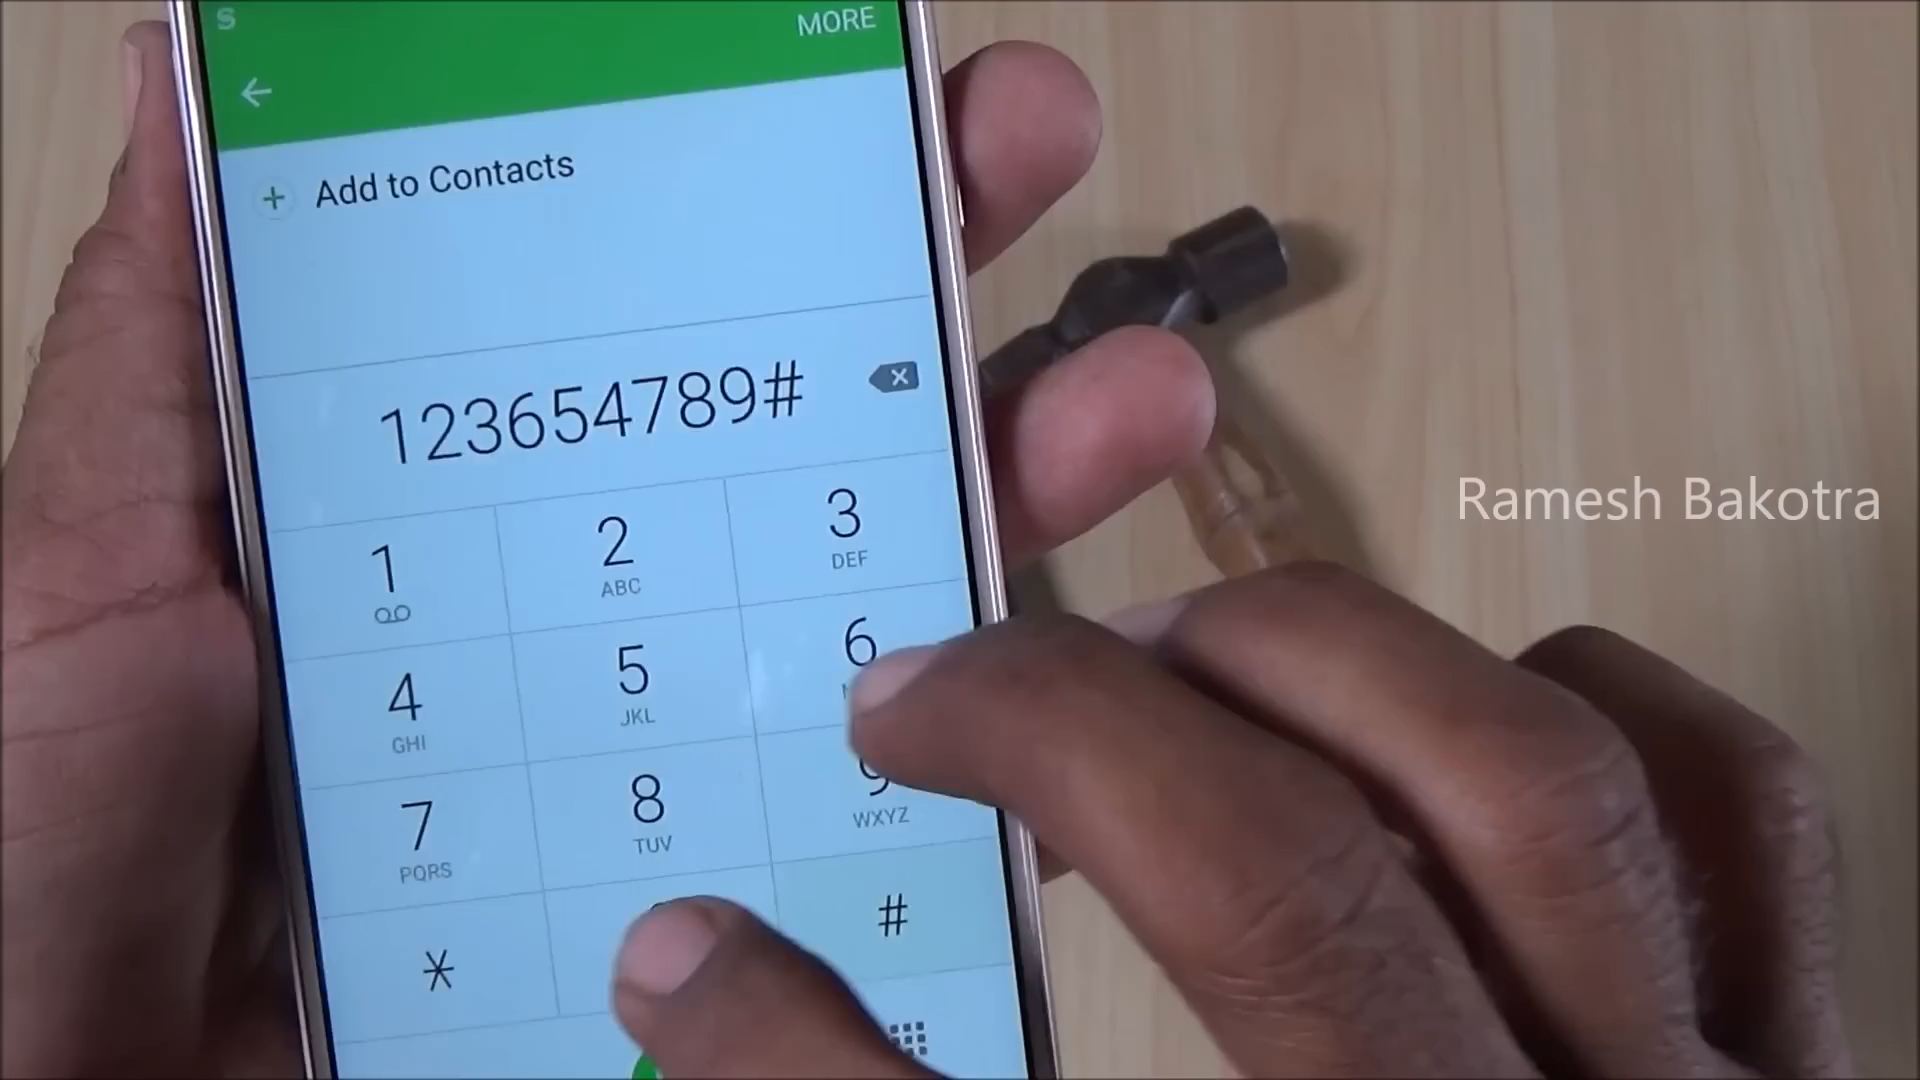 S
MORE
Add to Contacts
123654789#
1
2
ABC
3
DEF
4
GHI
5
JKL
6
7
PQRS
8
TUV
9
WXYZ
*
#
Ramesh Bakotra